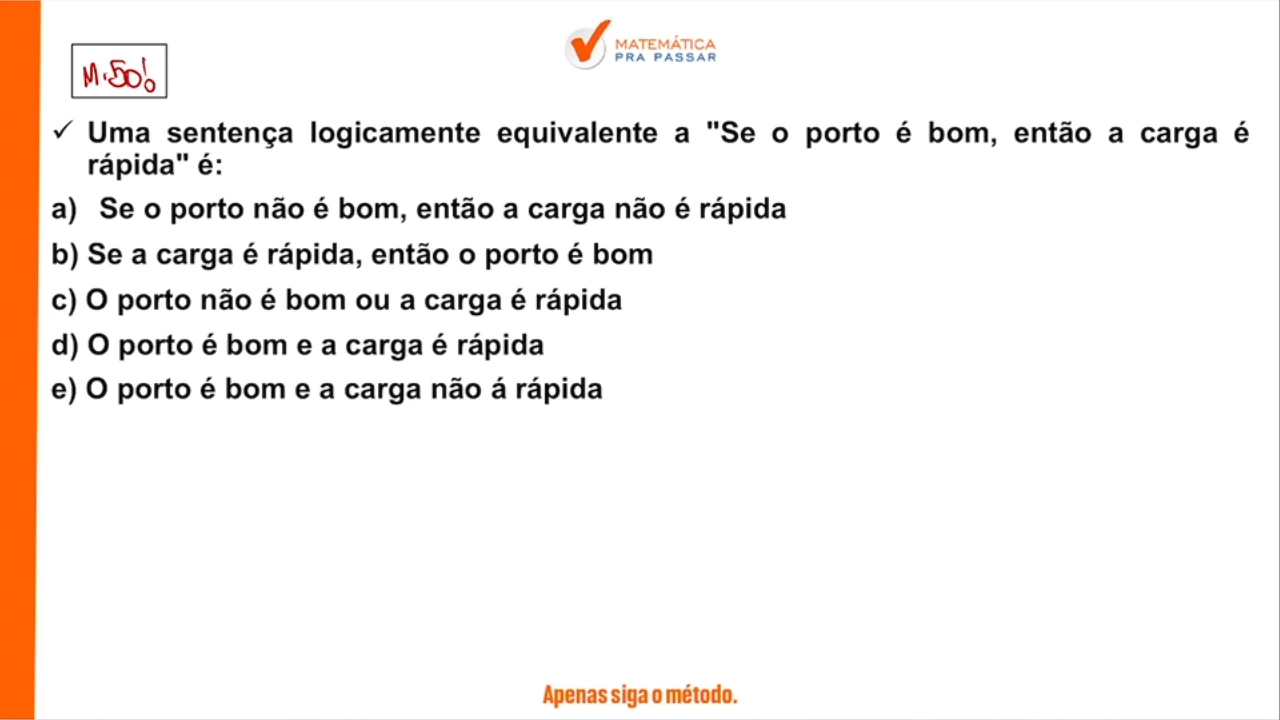 MATEMÁTICA
PRA PASSAR
M.50!
✓ Uma sentença logicamente equivalente a "Se o porto é bom, então a carga é
rápida" é:
a) Se o porto não é bom, então a carga não é rápida
b) Se a carga é rápida, então o porto é bom
c) O porto não é bom ou a carga é rápida
d) O porto é bom e a carga é rápida
e) O porto é bom e a carga não á rápida
Apenas siga o método.